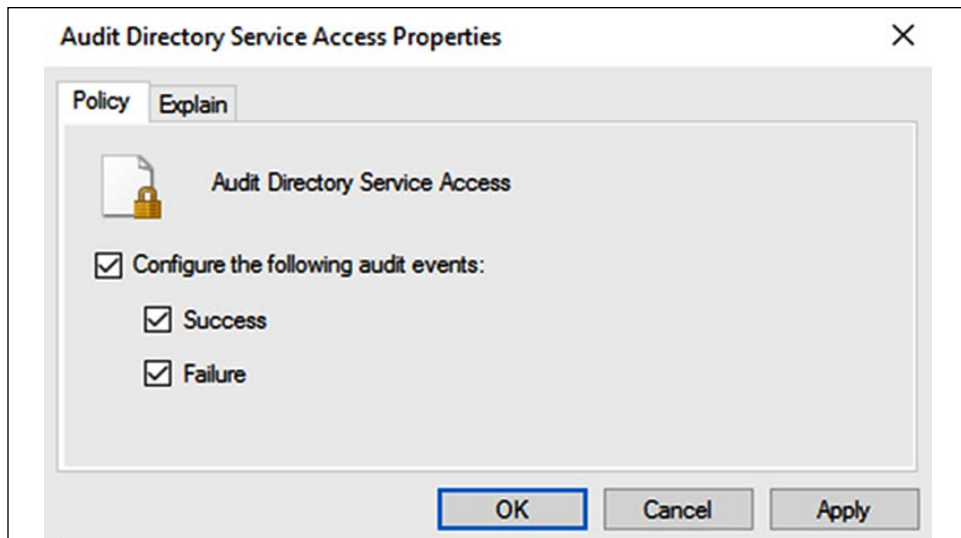 Audit Directory Service Access Properties
Policy
Explain
Audit Directory Service Access
Configure the following audit events:
Success
Failure
OK
Cancel
Apply